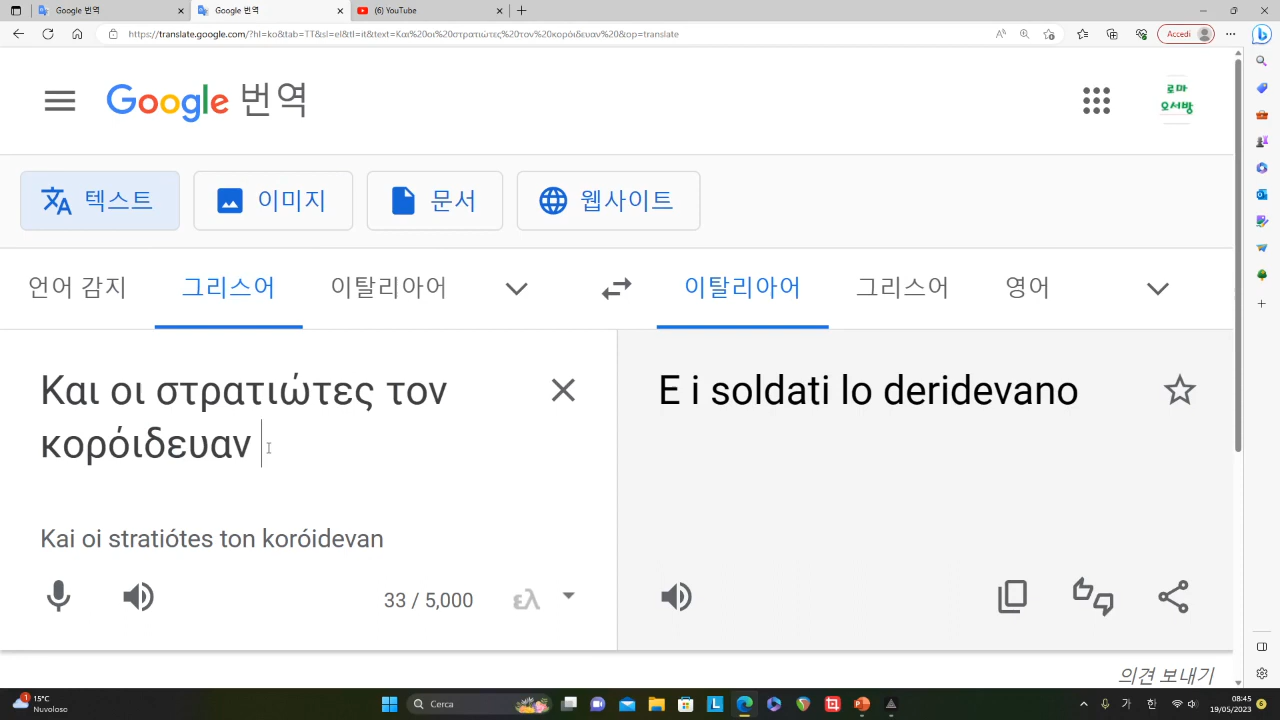 Google 번역
Google 번역
(6) YouTube
https://translate.google.com/?hl=ko&tab=TT&sl=el&tl=it&text=Και%20οι%20στρατιώτες%20τον%20κορόιδευαν%20&op=translate
Accedi
Google 번역
로마
오서방
텍스트
이미지
문서
웹사이트
언어 감지
그리스어
이탈리아어
이탈리아어
그리스어
영어
Και οι στρατιώτες τον
κορόιδευαν
E i soldati lo deridevano
Kai oi stratiótes ton koróidevan
33 / 5,000
ελ
의견 보내기
1
15°C
Nuvoloso
Cerca
가
한
08:45
19/05/2023
6